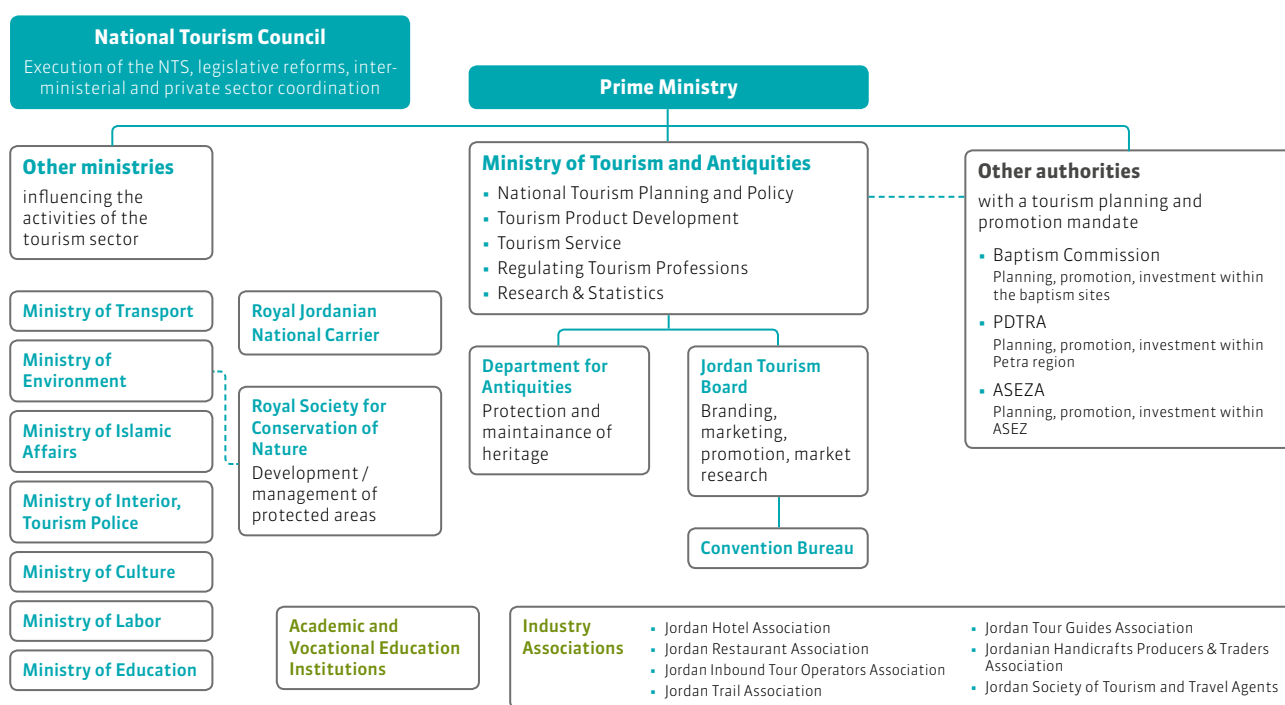 National Tourism Council
Execution of the NTS, legislative reforms, inter-
ministerial and private sector coordination
Prime Ministry
Other ministries
influencing the
activities of the
tourism sector
Ministry of Tourism and Antiquities
▪ National Tourism Planning and Policy
▪ Tourism Product Development
▪ Tourism Service
▪ Regulating Tourism Professions
▪ Research & Statistics
Other authorities
with a tourism planning and
promotion mandate
▪ Baptism Commission
Planning, promotion, investment within
the baptism sites
▪ PDTRA
Planning, promotion, investment within
Petra region
▪ ASEZA
Planning, promotion, investment within
ASEZ
Ministry of Transport
Ministry of
Environment
Ministry of Islamic
Affairs
Ministry of Interior,
Tourism Police
Ministry of Culture
Ministry of Labor
Ministry of Education
Royal Jordanian
National Carrier
Royal Society for
Conservation of
Nature
Development /
management of
protected areas
Department for
Antiquities
Protection and
maintainance of
heritage
Jordan Tourism
Board
Branding,
marketing,
promotion, market
research
Convention Bureau
Academic and
Vocational Education
Institutions
Industry
Associations
▪ Jordan Hotel Association
▪ Jordan Restaurant Association
▪ Jordan Inbound Tour Operators Association
▪ Jordan Trail Association
▪ Jordan Tour Guides Association
▪ Jordanian Handicrafts Producers & Traders
Association
▪ Jordan Society of Tourism and Travel Agents